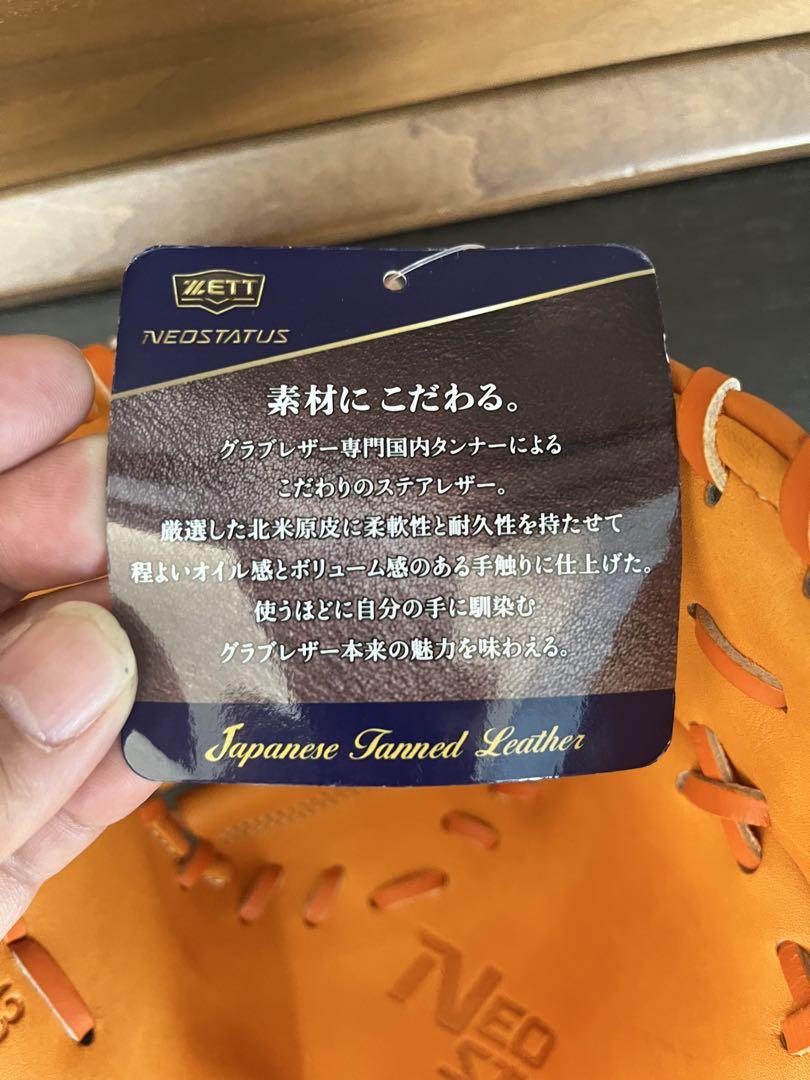 ZETT
NEOSTATUS
素材に こだわる。
グラブレザー専門国内タンナーによる
こだわりのステアレザー。
厳選した北米原皮に柔軟性と耐久性を持たせて
程よいオイル感とボリューム感のある手触りに仕上げた。
使うほどに自分の手に馴染む
グラブレザー本来の魅力を味わえる。
Japanese Tanned Leather
NEO